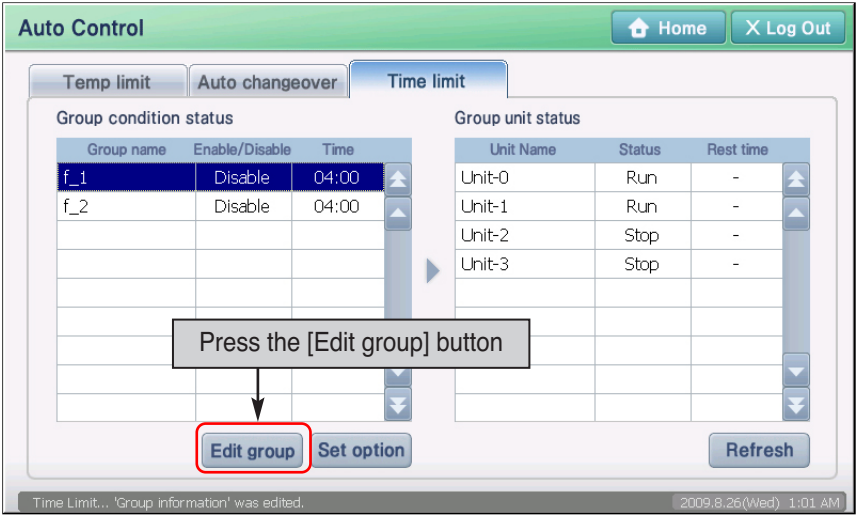 Auto Control
Home
X Log Out
Temp limit
Auto changeover
Time limit
Group condition status
Group name Enable/Disable Time
f_1 Disable 04:00
f_2 Disable 04:00
Group unit status
Unit Name Status Rest time
Unit-0 Run -
Unit-1 Run -
Unit-2 Stop -
Unit-3 Stop -
Press the [Edit group] button
Edit group
Set option
Refresh
Time Limit... 'Group information' was edited.
2009.8.26(Wed) 1:01 AM